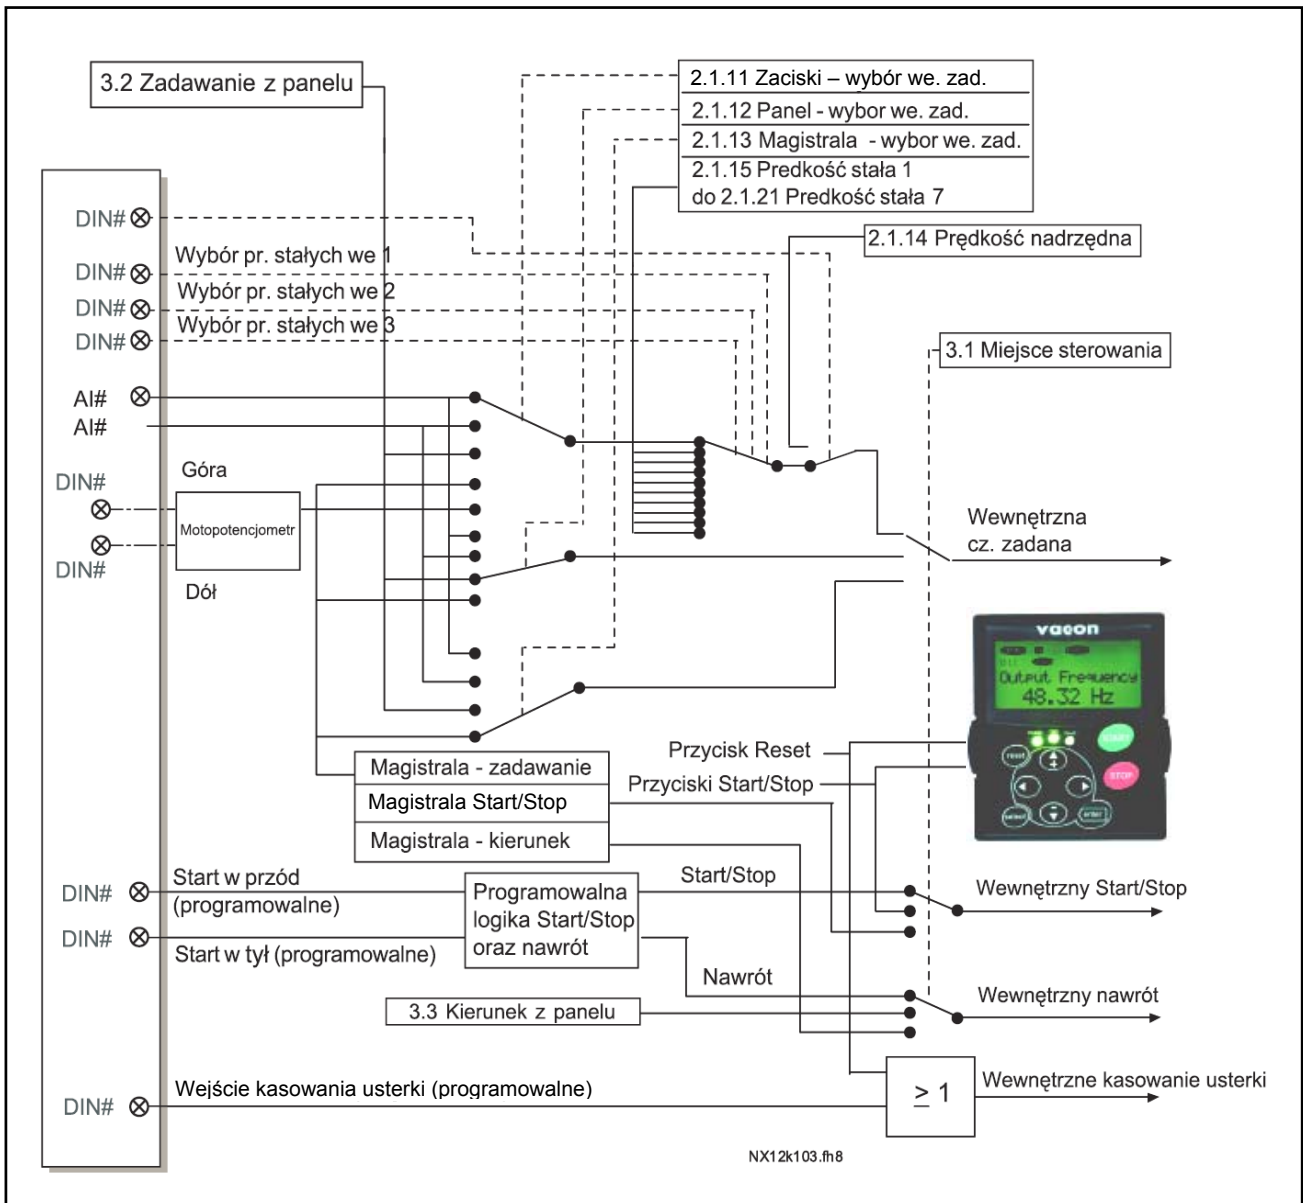 3.2 Zadawanie z panelu
2.1.11 Zaciski – wybór we. zad.
2.1.12 Panel - wybor we. zad.
2.1.13 Magistrala - wybor we. zad.
2.1.15 Predkość stała 1
do 2.1.21 Predkość stała 7
2.1.14 Prędkość nadrzędna
3.1 Miejsce sterowania
DIN#
DIN#
Wybór pr. stałych we 1
DIN#
Wybór pr. stałych we 2
DIN#
Wybór pr. stałych we 3
AI#
AI#
DIN#
Góra
Motopotencjometr
DIN#
Dół
Wewnętrzna
cz. zadana
vacon
Output Frequency
48.32 Hz
START
STOP
reset
select
enter
Przycisk Reset
Przyciski Start/Stop
Magistrala - zadawanie
Magistrala Start/Stop
Magistrala - kierunek
DIN#
Start w przód
(programowalne)
DIN#
Start w tył (programowalne)
Programowalna
logika Start/Stop
oraz nawrót
Start/Stop
Nawrót
Wewnętrzny Start/Stop
3.3 Kierunek z panelu
Wewnętrzny nawrót
DIN#
Wejście kasowania usterki (programowalne)
≥ 1
Wewnętrzne kasowanie usterki
NX12k103.fh8